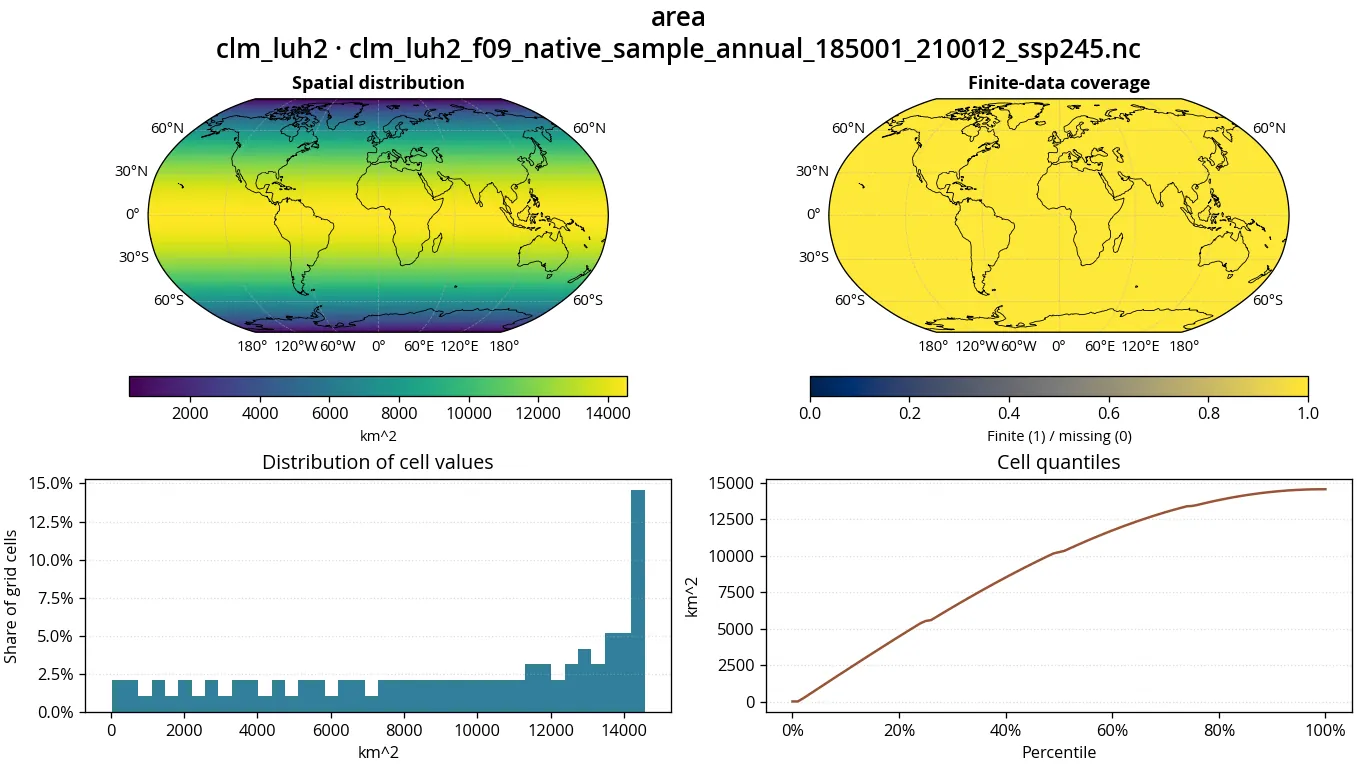 area
clm_luh2 · clm_luh2_f09_native_sample_annual_185001_210012_ssp245.nc
Spatial distribution
60°N 60°N
30°N
0°
30°S
60°S 60°S
180° 120°W 60°W 0° 60°E 120°E 180°
2000 4000 6000 8000 10000 12000 14000
km^2
Finite-data coverage
60°N 60°N
30°N
0°
30°S
60°S 60°S
180° 120°W 60°W 0° 60°E 120°E 180°
0.0 0.2 0.4 0.6 0.8 1.0
Finite (1) / missing (0)
Distribution of cell values
Share of grid cells
15.0%
12.5%
10.0%
7.5%
5.0%
2.5%
0.0%
0 2000 4000 6000 8000 10000 12000 14000
km^2
Cell quantiles
km^2
15000
12500
10000
7500
5000
2500
0
0% 20% 40% 60% 80% 100%
Percentile